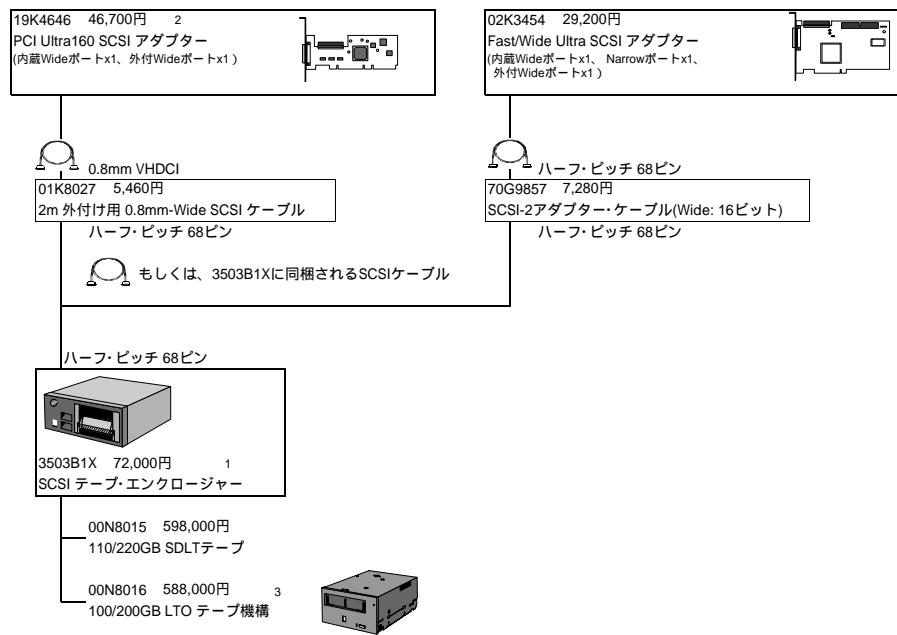 19K4646 46,700円 2
PCI Ultra160 SCSI アダプター
(内蔵Wideポートx1、外付Wideポートx1 )
02K3454 29,200円
Fast/Wide Ultra SCSI アダプター
(内蔵Wideポートx1、 Narrowポートx1、
外付Wideポートx1 )
0.8mm VHDCI
01K8027 5,460円
2m 外付け用 0.8mm-Wide SCSI ケーブル
ハーフ・ピッチ 68ピン
ハーフ・ピッチ 68ピン
70G9857 7,280円
SCSI-2アダプター・ケーブル(Wide: 16ビット)
ハーフ・ピッチ 68ピン
もしくは、3503B1Xに同梱されるSCSIケーブル
ハーフ・ピッチ 68ピン
3503B1X 72,000円 1
SCSI テープ・エンクロージャー
00N8015 598,000円
110/220GB SDLTテープ
00N8016 588,000円 3
100/200GB LTO テープ機構